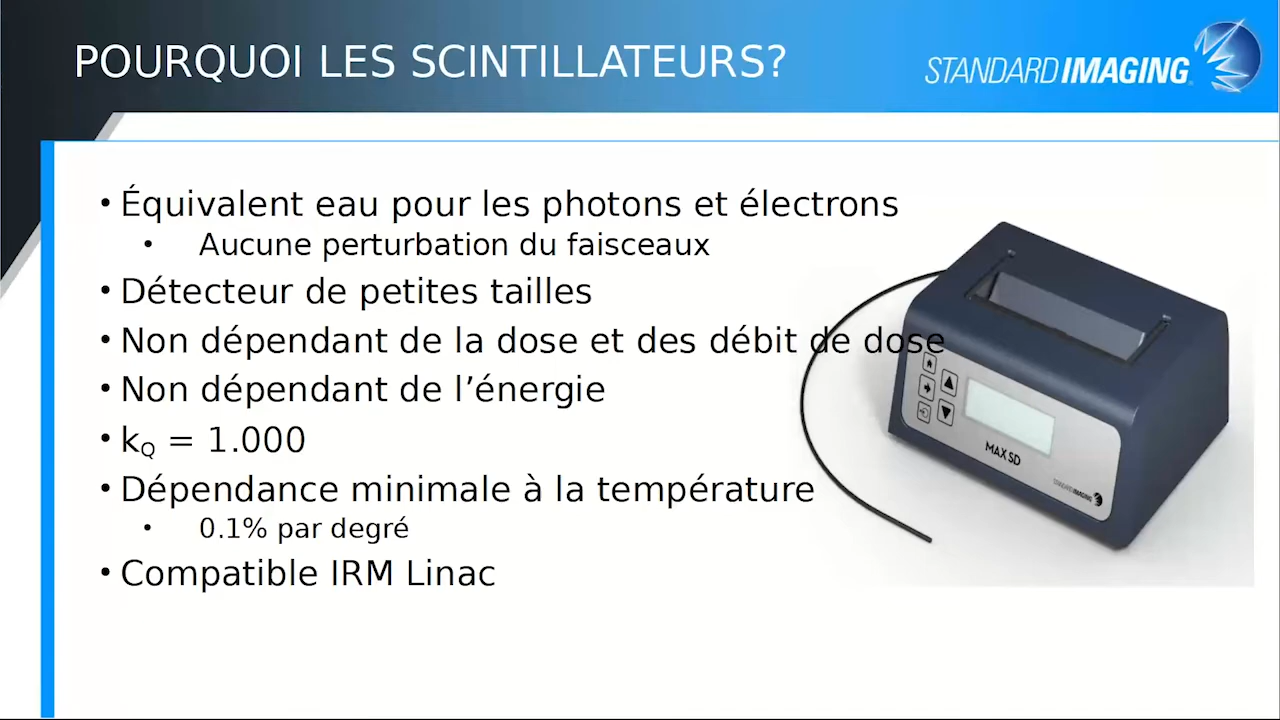 POURQUOI LES SCINTILLATEURS?
STANDARD IMAGING
• Équivalent eau pour les photons et électrons
• Aucune perturbation du faisceaux
• Détecteur de petites tailles
• Non dépendant de la dose et des débit de dose
• Non dépendant de l’énergie
• kQ = 1.000
• Dépendance minimale à la température
• 0.1% par degré
• Compatible IRM Linac
MAX SD
STANDARD IMAGING